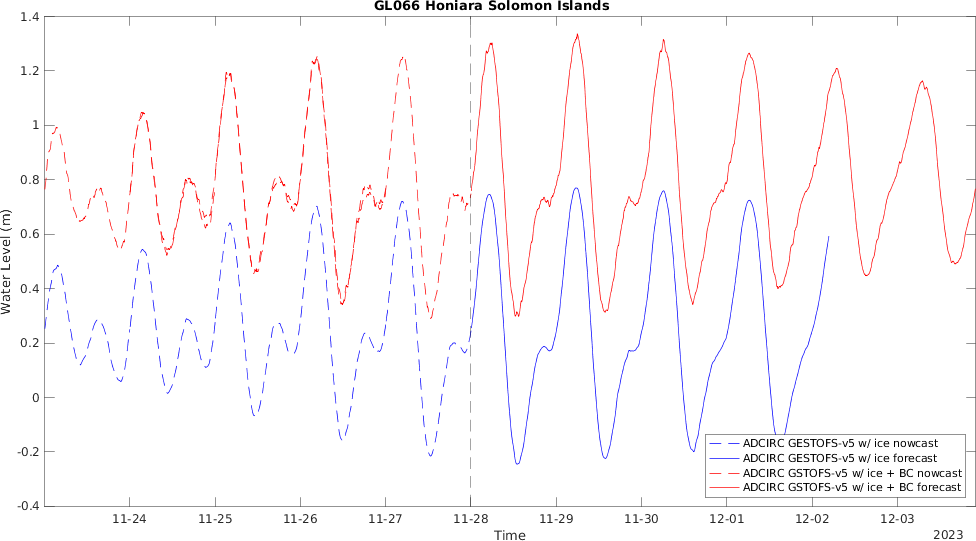 GL066 Honiara Solomon Islands
1.4
1.2
1
0.8
0.6
0.4
0.2
0
-0.2
-0.4
Water Level (m)
11-24 11-25 11-26 11-27 11-28 11-29 11-30 12-01 12-02 12-03
Time
2023
ADCIRC GESTOFS-v5 w/ ice nowcast
ADCIRC GESTOFS-v5 w/ ice forecast
ADCIRC GSTOFS-v5 w/ ice + BC nowcast
ADCIRC GSTOFS-v5 w/ ice + BC forecast